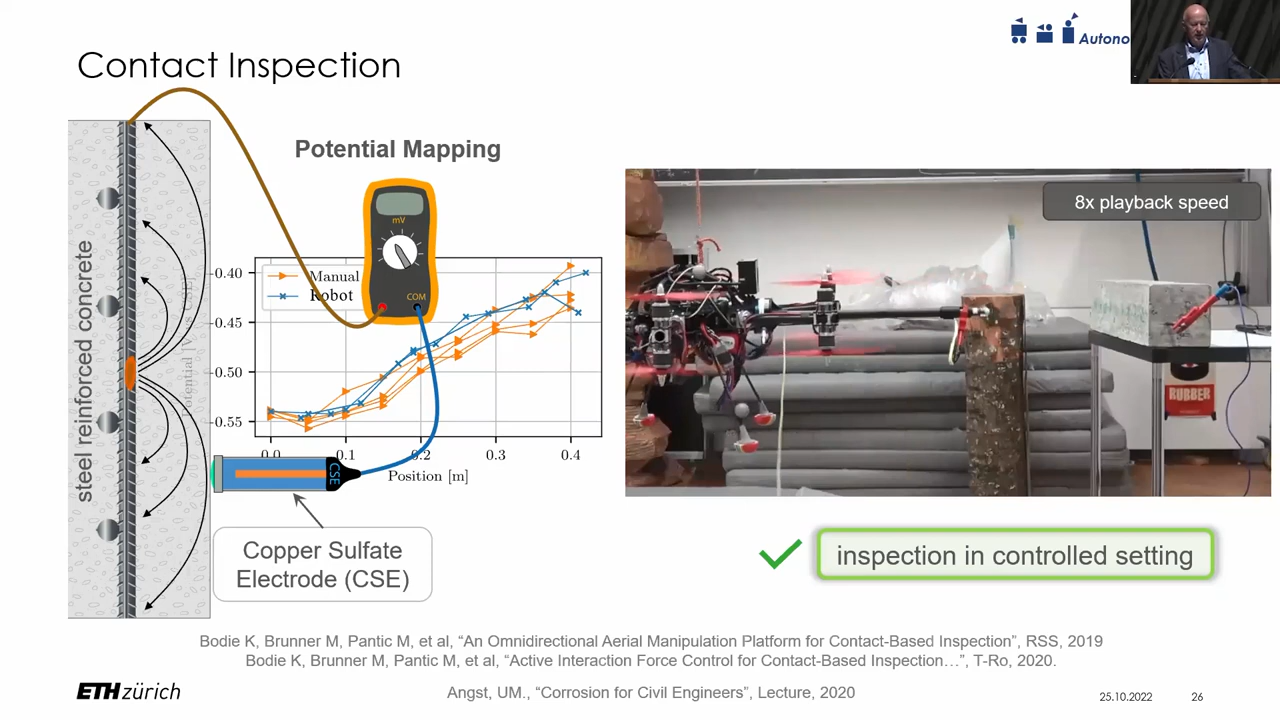 Autono
Contact Inspection
Potential Mapping
8x playback speed
mV
COM
steel reinforced concrete
Manual
Robot
-0.40
0.45
0.50
0.55
0.0
0.1
0.2
0.3
0.4
Position [m]
CSE
RUBBER
Copper Sulfate
Electrode (CSE)
inspection in controlled setting
Bodie K, Brunner M, Pantic M, et al, “An Omnidirectional Aerial Manipulation Platform for Contact-Based Inspection”, RSS, 2019
Bodie K, Brunner M, Pantic M, et al, “Active Interaction Force Control for Contact-Based Inspection…”, T-Ro, 2020.
Angst, UM., “Corrosion for Civil Engineers”, Lecture, 2020
ETH zürich
25.10.2022
26